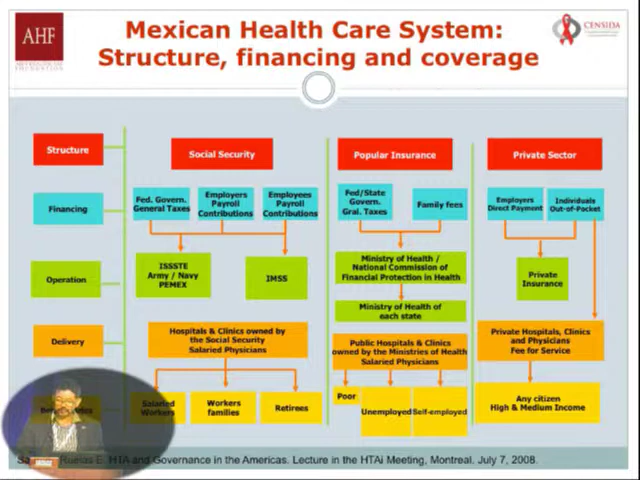 AHF
Mexican Health Care System:
Structure, financing and coverage
CENSIDA
Structure
Social Security
Popular Insurance
Private Sector
Financing
Fed. Govern.
General Taxes
Employers
Payroll
Contributions
Employees
Payroll
Contributions
Fed/State
Govern.
Gral. Taxes
Family fees
Employers
Direct Payment
Individuals
Out-of-Pocket
Operation
ISSSTE
Army / Navy
PEMEX
IMSS
Ministry of Health /
National Commission of
Financial Protection in Health
Ministry of Health of
each state
Private
Insurance
Delivery
Hospitals & Clinics owned by
the Social Security
Salaried Physicians
Public Hospitals & Clinics
owned by the Ministries of Health
Salaried Physicians
Private Hospitals, Clinics
and Physicians
Fee for Service
Salaried
Workers
Workers
families
Retirees
Poor
Unemployed
Self-employed
Any citizen
High & Medium Income
E. HTA and Governance in the Americas. Lecture in the HTAi Meeting, Montreal, July 7, 2008.